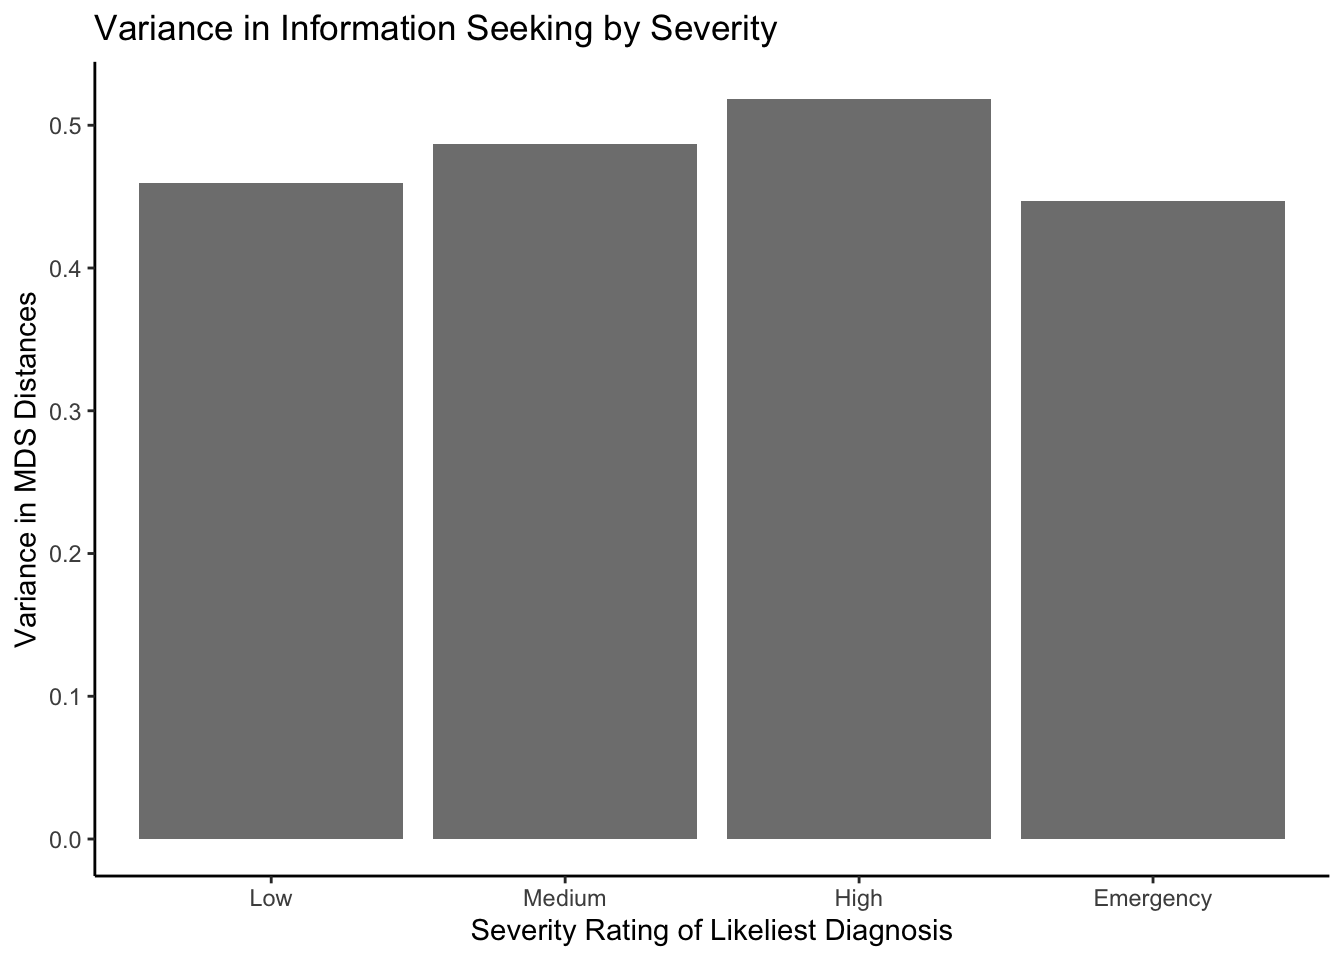 Variance in Information Seeking by Severity
Variance in MDS Distances
0.5
0.4
0.3
0.2
0.1
0.0
Low Medium High Emergency
Severity Rating of Likeliest Diagnosis